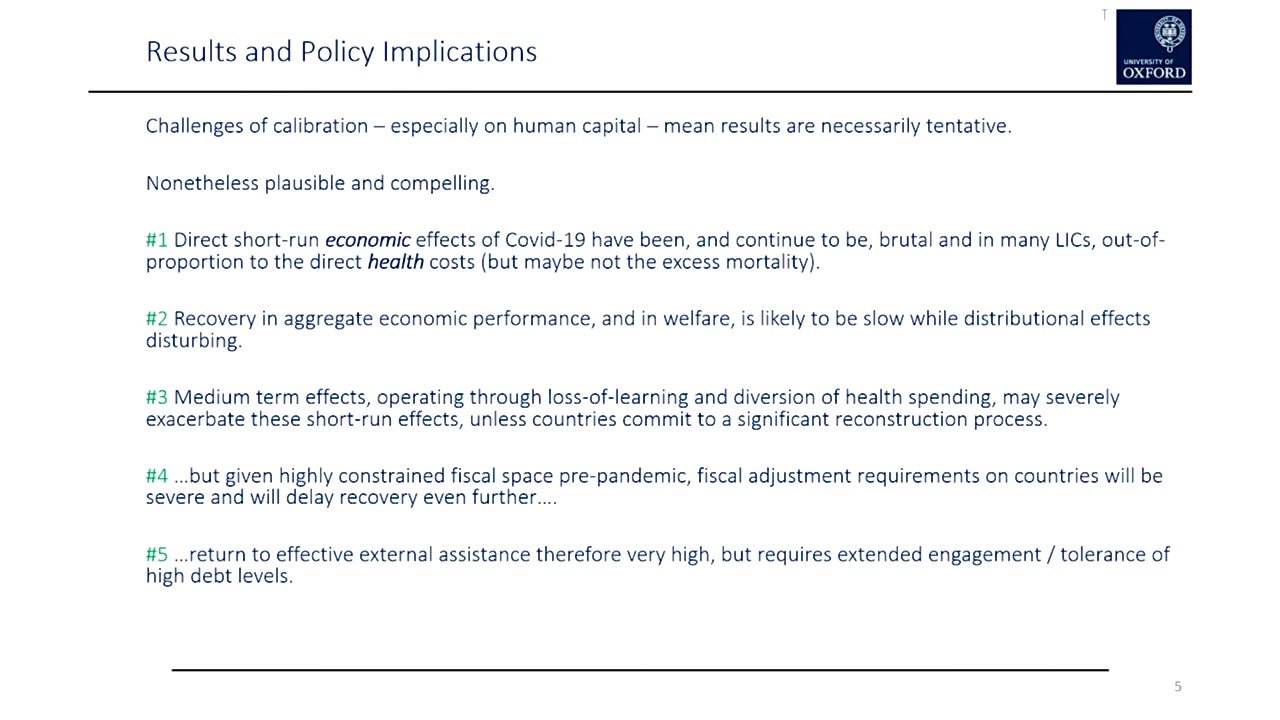 T
Results and Policy Implications
UNIVERSITY OF
OXFORD
Challenges of calibration – especially on human capital – mean results are necessarily tentative.
Nonetheless plausible and compelling.
#1 Direct short-run economic effects of Covid-19 have been, and continue to be, brutal and in many LICs, out-of-
proportion to the direct health costs (but maybe not the excess mortality).
#2 Recovery in aggregate economic performance, and in welfare, is likely to be slow while distributional effects
disturbing.
#3 Medium term effects, operating through loss-of-learning and diversion of health spending, may severely
exacerbate these short-run effects, unless countries commit to a significant reconstruction process.
#4 ...but given highly constrained fiscal space pre-pandemic, fiscal adjustment requirements on countries will be
severe and will delay recovery even further....
#5 ...return to effective external assistance therefore very high, but requires extended engagement / tolerance of
high debt levels.
5